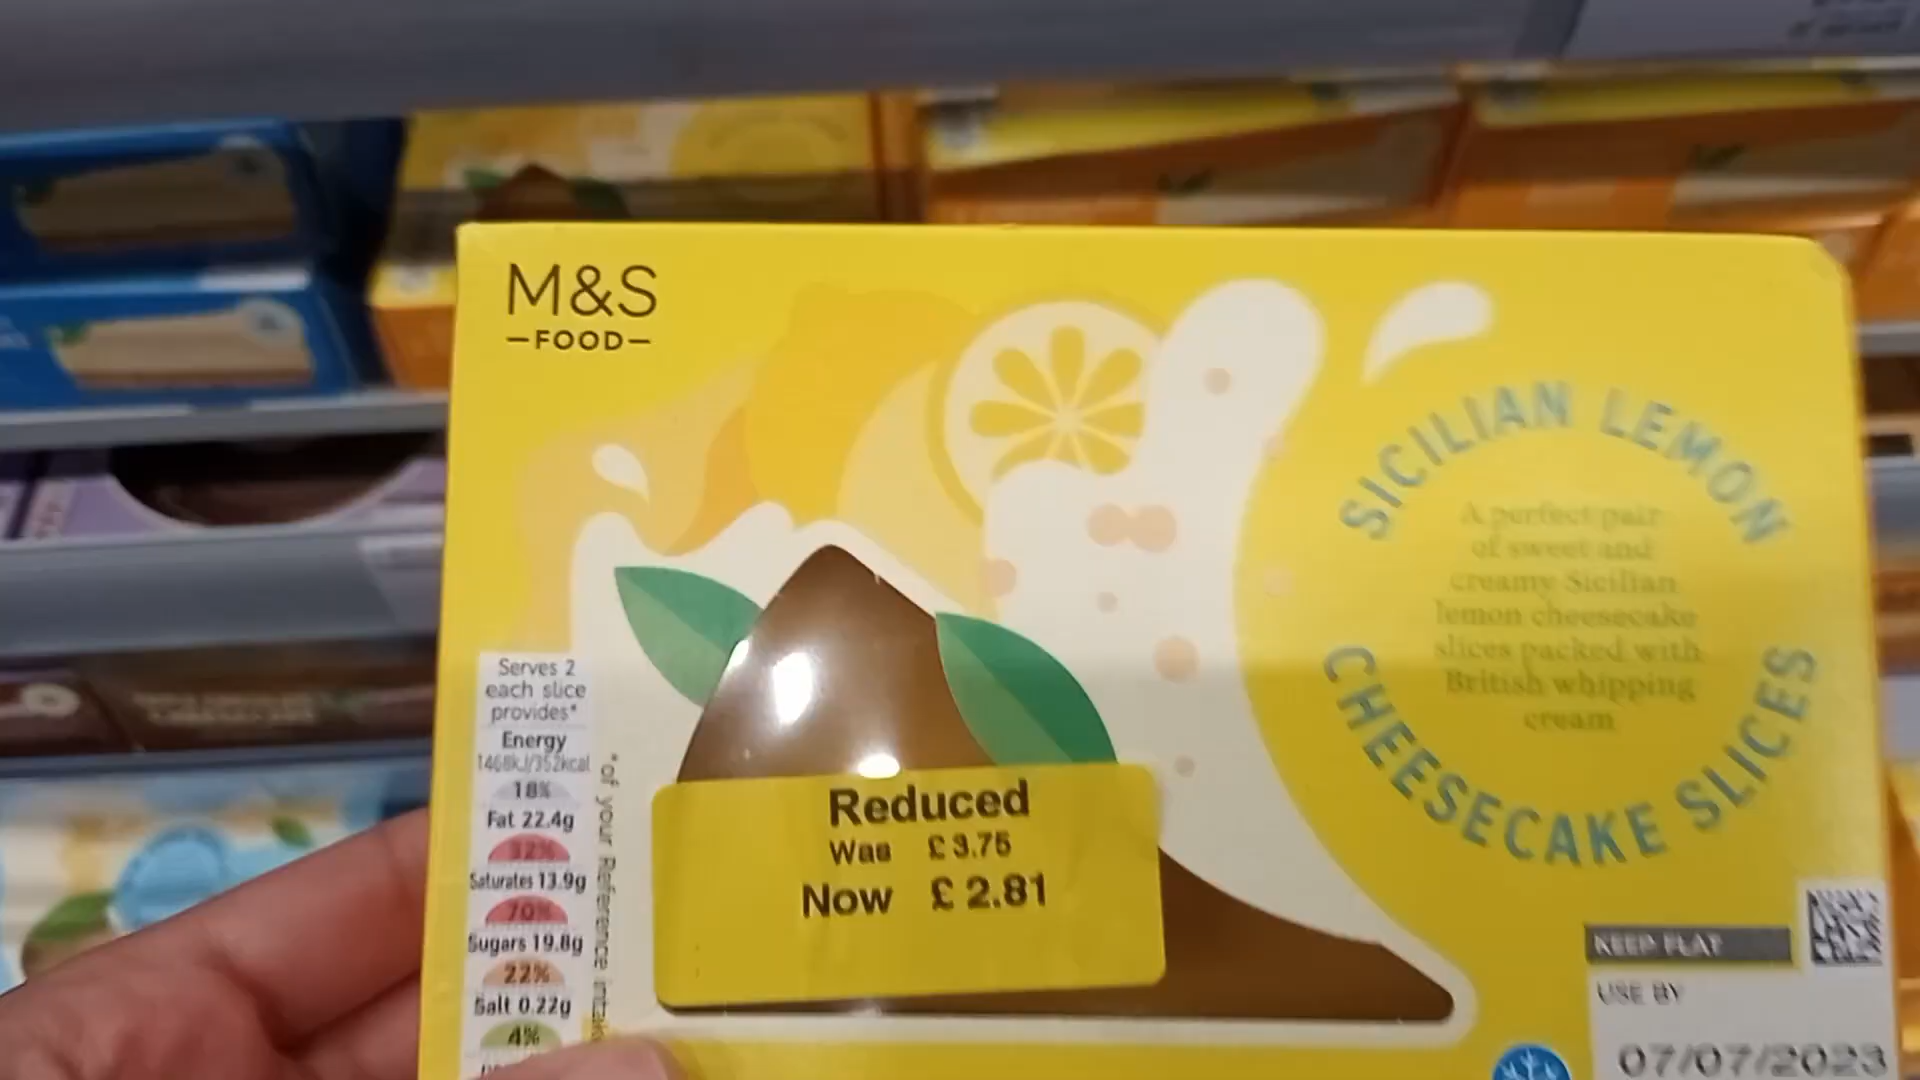 M&S
—FOOD—
SICILIAN LEMON
A perfect pair
of sweet and
creamy Sicilian
lemon cheesecake
slices packed with
British whipping
cream
CHEESECAKE SLICES
Serves 2
each slice
provides*
Energy
1468kJ/352kcal
18%
Fat 22.4g
32%
Saturates 13.9g
70%
Sugars 19.8g
22%
Salt 0.22g
4%
*of your Reference
Reduced
Was £3.75
Now £2.81
KEEP FLAT
USE BY
07/07/2023